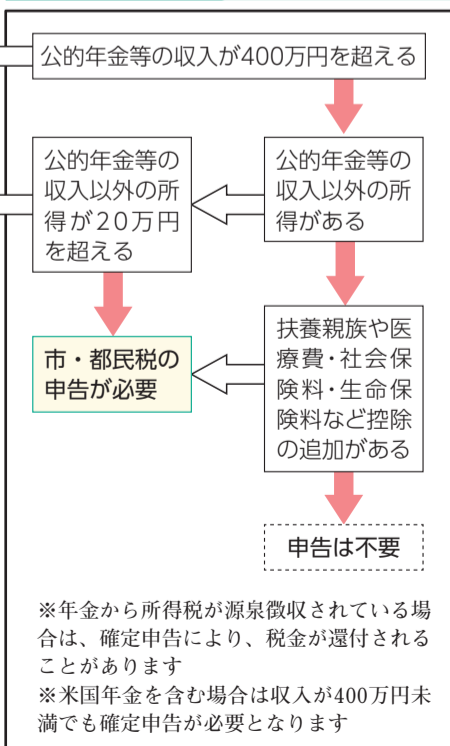 公的年金等の収入が400万円を超える
公的年金等の
収入以外の所
得がある
公的年金等の
収入以外の所
得が20万円
を超える
扶養親族や医
療費・社会保
険料・生命保
険料など控除
の追加がある
市・都民税の
申告が必要
申告は不要
※年金から所得税が源泉徴収されている場
合は、確定申告により、税金が還付される
ことがあります
※米国年金を含む場合は収入が400万円未
満でも確定申告が必要となります